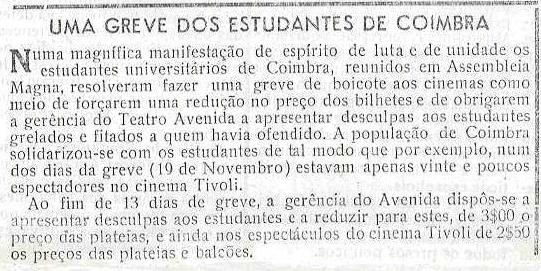 UMA GREVE DOS ESTUDANTES DE COIMBRA
Numa magnífica manifestação de espírito de luta e de unidade os
estudantes universitários de Coimbra, reunidos em Assembleia
Magna, resolveram fazer uma greve de boicote aos cinemas como
meio de forçarem uma redução no preço dos bilhetes e de obrigarem
a gerência do Teatro Avenida a apresentar desculpas aos estudantes
grelados e fitados a quem havia ofendido. A população de Coimbra
solidarizou-se com os estudantes de tal modo que por exemplo, num
dos dias da greve (19 de Novembro) estavam apenas vinte e poucos
espectadores no cinema Tivoli.
Ao fim de 13 dias de greve, a gerência do Avenida dispôs-se a
apresentar desculpas aos estudantes e a reduzir para estes, de 3$00 o
preço das plateias, e ainda nos espectáculos do cinema Tivoli de 2$50
os preços das plateias e balcões.